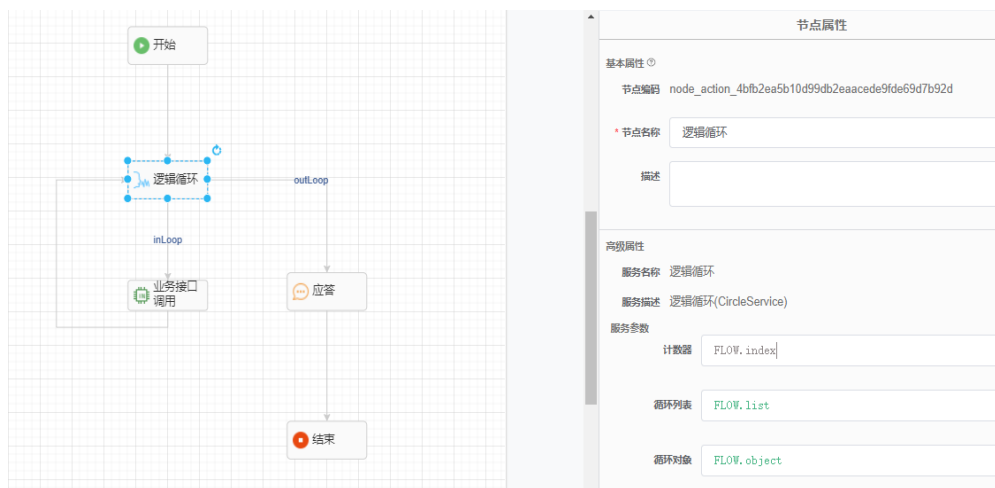 开始
逻辑循环
outLoop
inLoop
业务接口
调用
应答
结束
节点属性
基本属性
节点编码 node_action_4bfb2ea5b10d99db2eaacede9fde69d7b92d
* 节点名称 逻辑循环
描述
高级属性
服务名称 逻辑循环
服务描述 逻辑循环(CircleService)
服务参数
计数器 FLOW.index
循环列表 FLOW.list
循环对象 FLOW.object